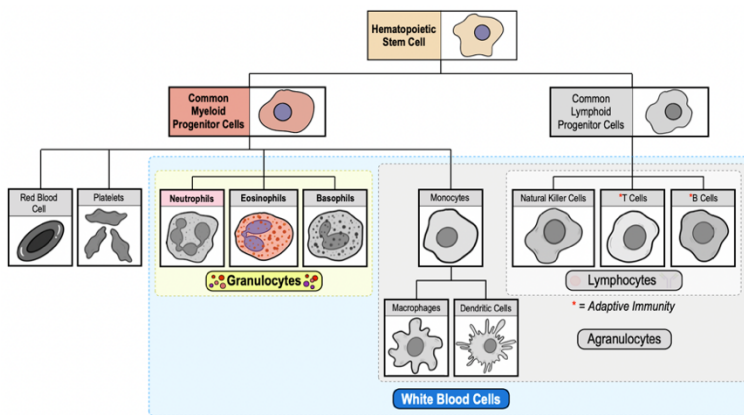 Hematopoietic
Stem Cell
Common
Myeloid
Progenitor Cells
Common
Lymphoid
Progenitor Cells
Red Blood
Cell
Platelets
Neutrophils
Eosinophils
Basophils
Monocytes
Natural Killer Cells
*T Cells
*B Cells
Granulocytes
Lymphocytes
* = Adaptive Immunity
Macrophages
Dendritic Cells
Agranulocytes
White Blood Cells